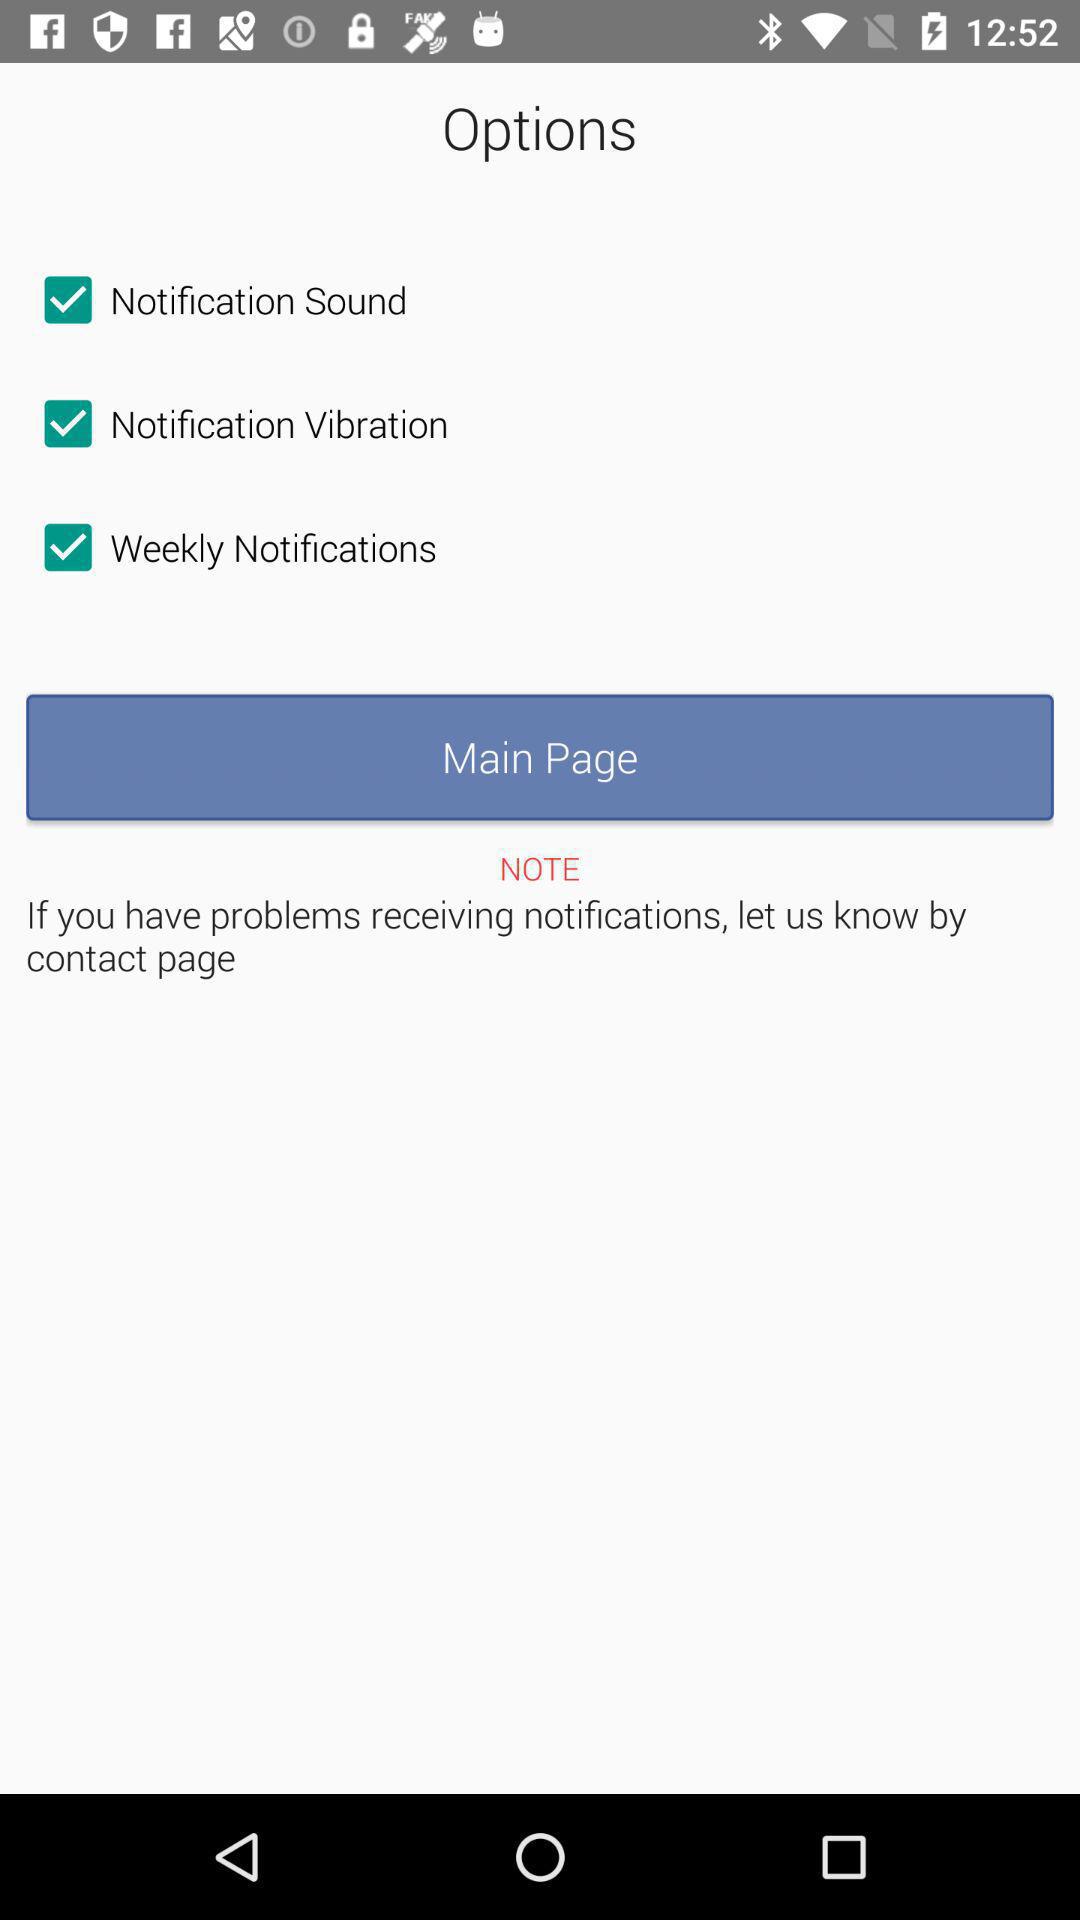 FAKE
12:52
Options
Notification Sound
Notification Vibration
Weekly Notifications
Main Page
NOTE
If you have problems receiving notifications, let us know by
contact page